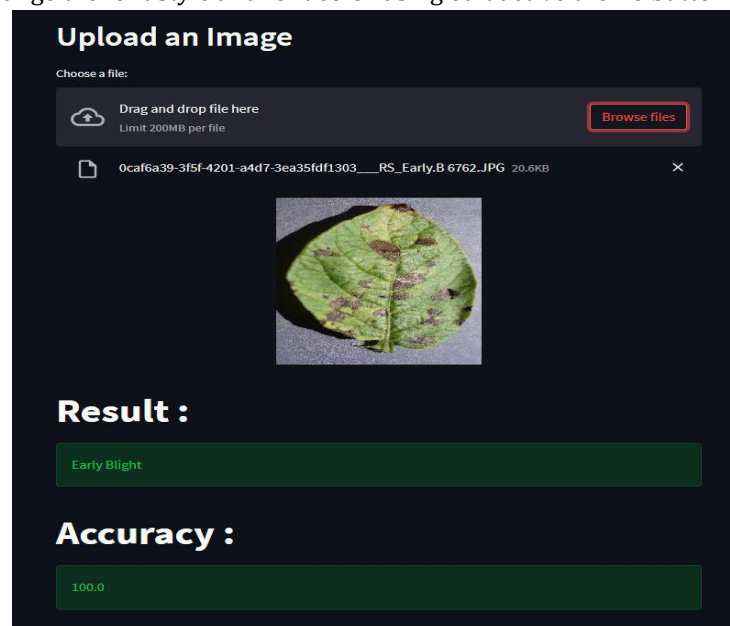 Upload an Image
Choose a file:
Drag and drop file here
Limit 200MB per file
Browse files
0caf6a39-3f5f-4201-a4d7-3ea35fdf1303___RS_Early.B 6762.JPG 20.6KB
Result :
Early Blight
Accuracy :
100.0